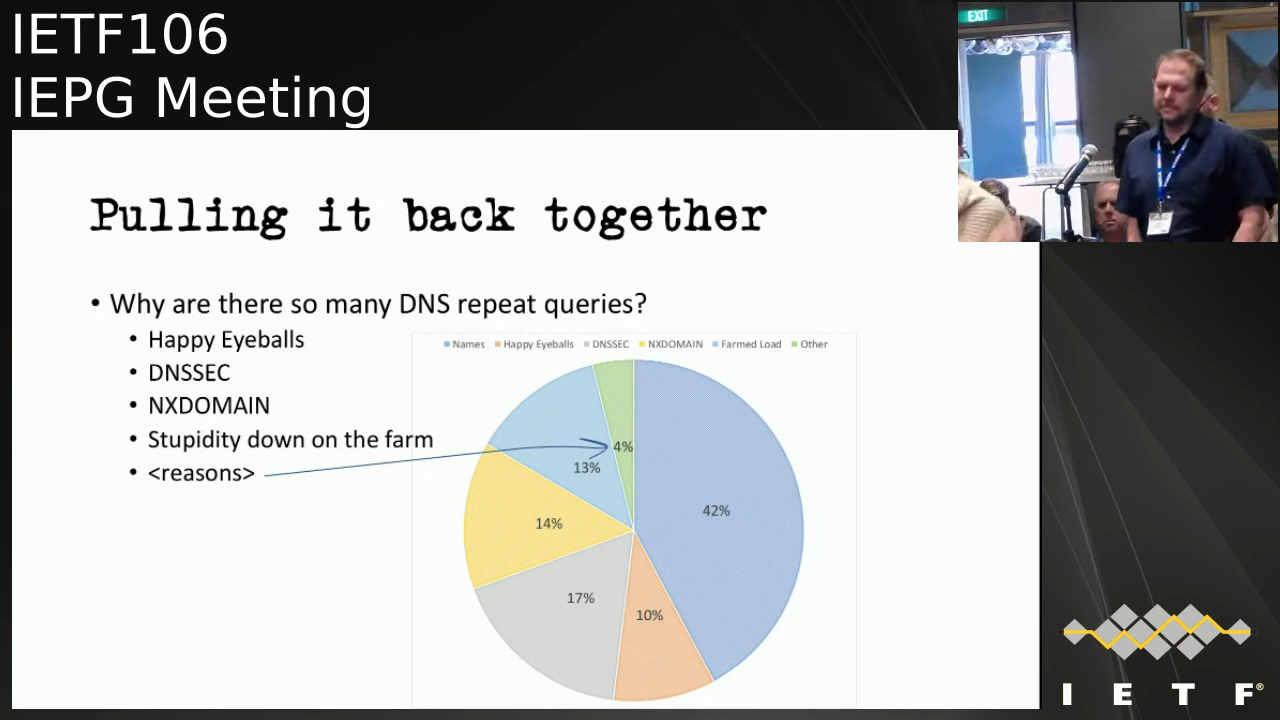 IETF106
IEPG Meeting
EXIT
Pulling it back together
• Why are there so many DNS repeat queries?
• Happy Eyeballs
• DNSSEC
• NXDOMAIN
• Stupidity down on the farm
• <reasons>
Names Happy Eyeballs DNSSEC NXDOMAIN Farmed Load Other
4%
13%
42%
14%
17%
10%
I E T F®